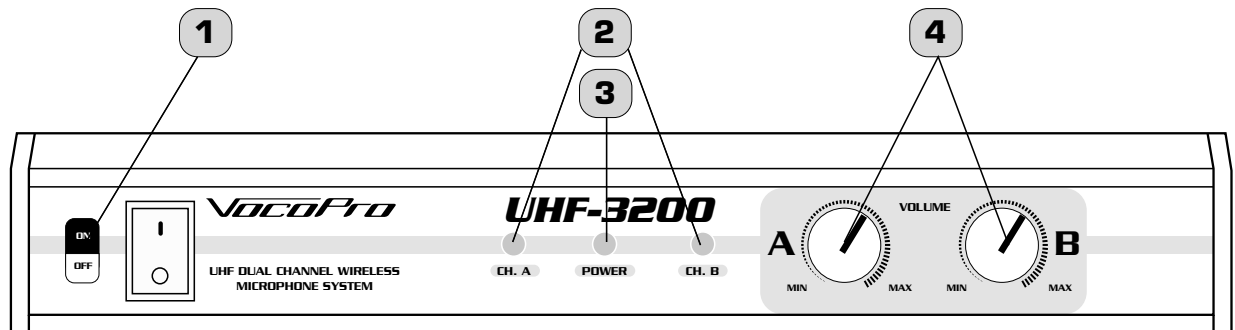 1
2
3
4
VocoPro
UHF-3200
VOLUME
ON
OFF
A
B
UHF DUAL CHANNEL WIRELESS
MICROPHONE SYSTEM
CH. A
POWER
CH. B
MIN
MAX
MIN
MAX